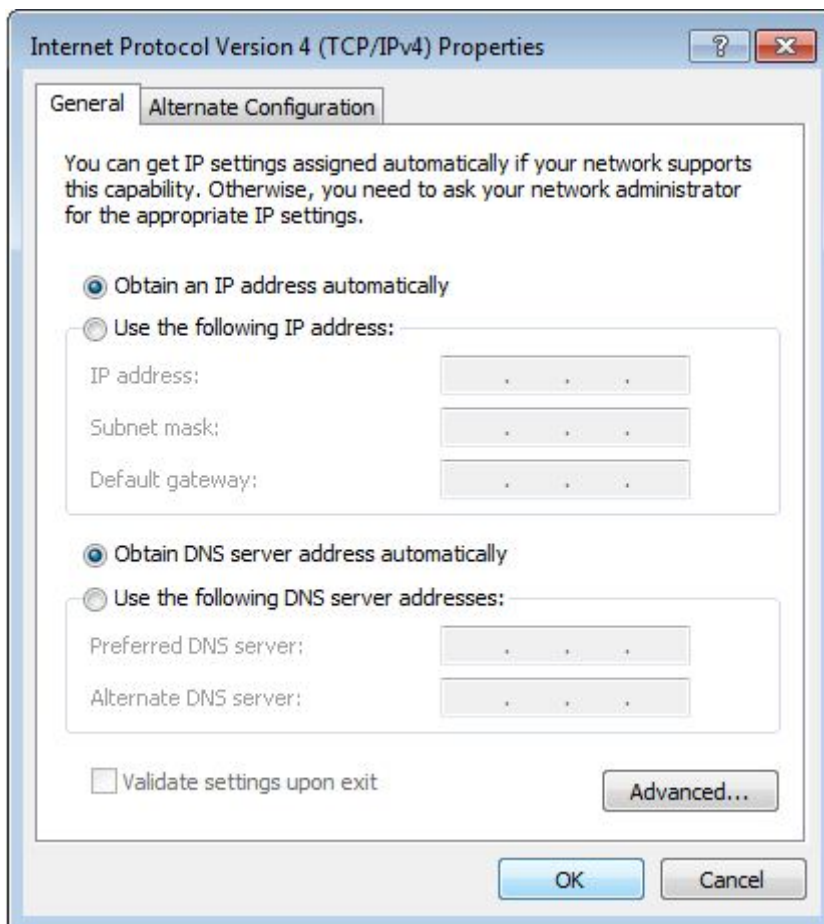 Internet Protocol Version 4 (TCP/IPv4) Properties
General
Alternate Configuration
You can get IP settings assigned automatically if your network supports
this capability. Otherwise, you need to ask your network administrator
for the appropriate IP settings.
Obtain an IP address automatically
Use the following IP address:
IP address:
Subnet mask:
Default gateway:
Obtain DNS server address automatically
Use the following DNS server addresses:
Preferred DNS server:
Alternate DNS server:
Validate settings upon exit
Advanced...
OK
Cancel